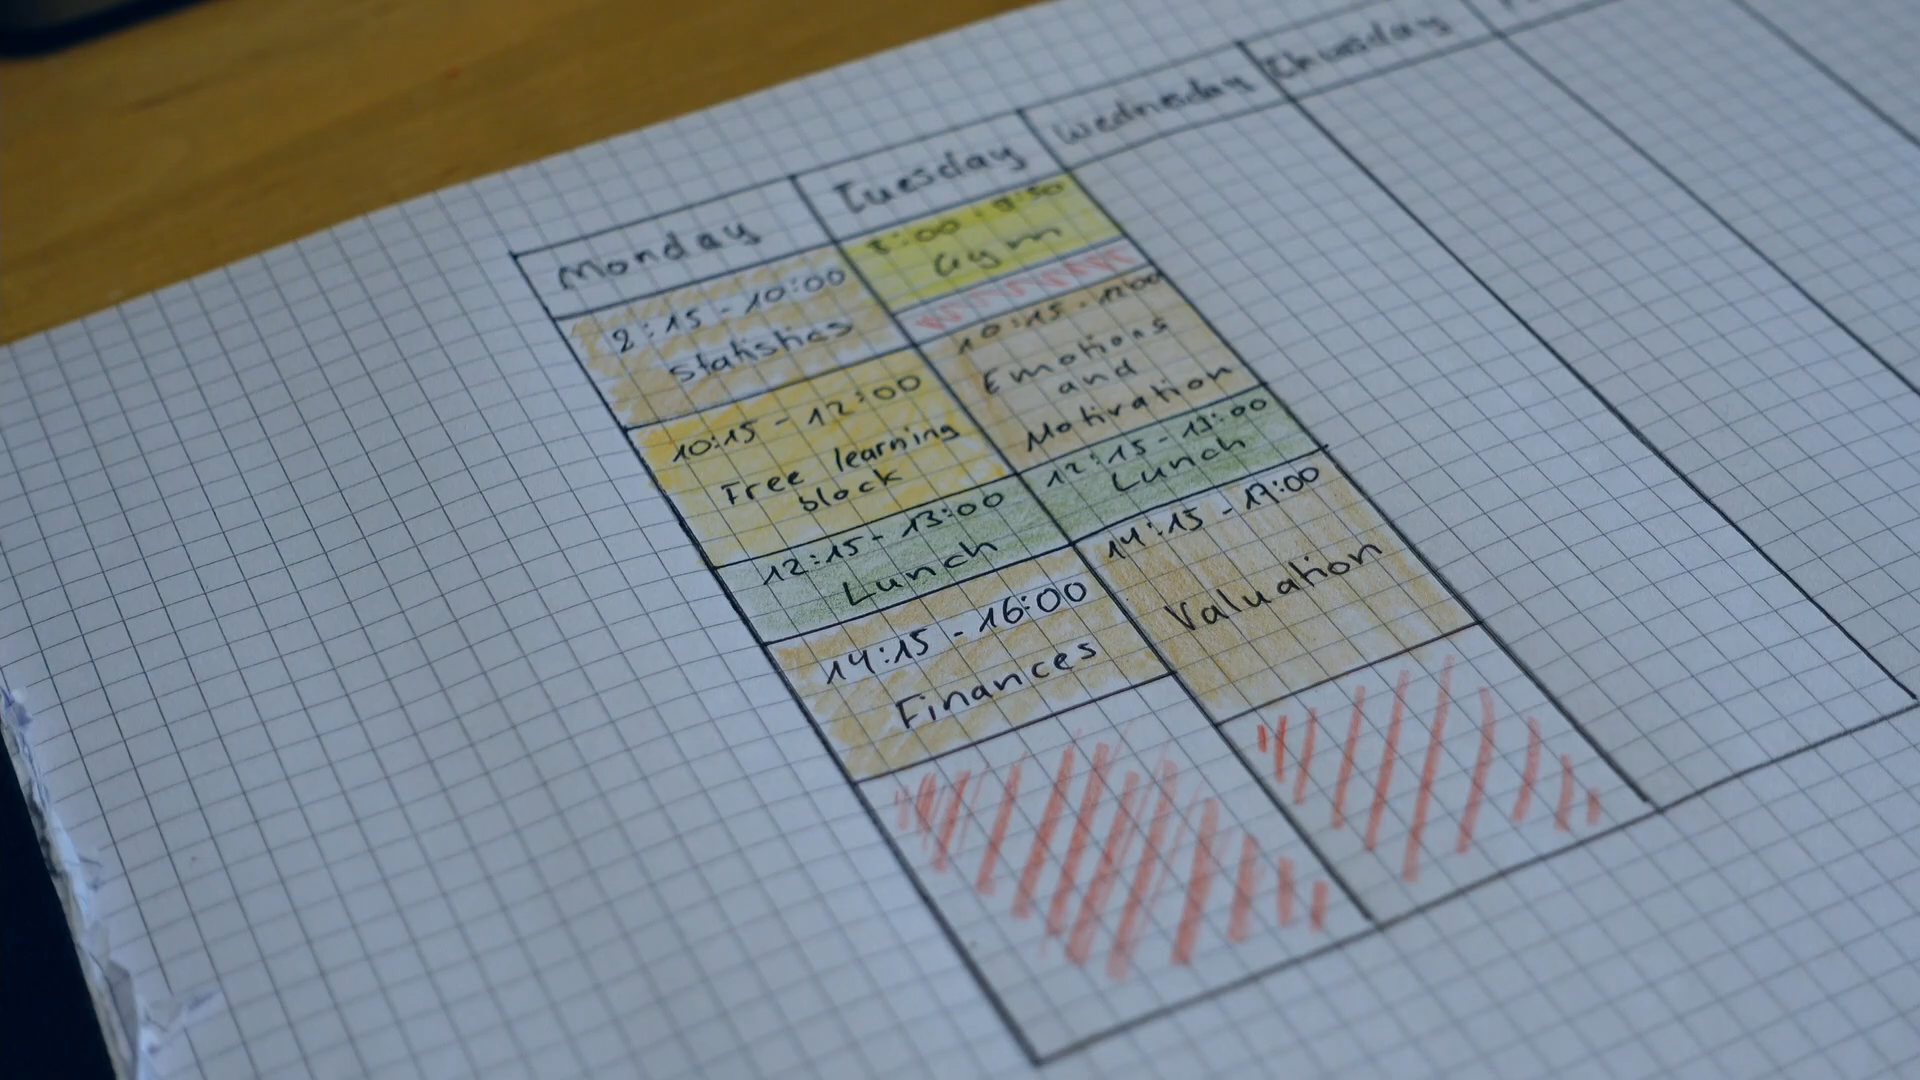 Monday
Tuesday
Wednesday
Thursday
8:15 - 10:00
Statistics
10:15 - 12:00
Free learning
block
12:15 - 13:00
Lunch
14:15 - 16:00
Finances
8:00 - 9:30
Gym
10:15 - 12:00
Emotions
and
Motivation
12:15 - 13:00
Lunch
14:15 - 17:00
Valuation